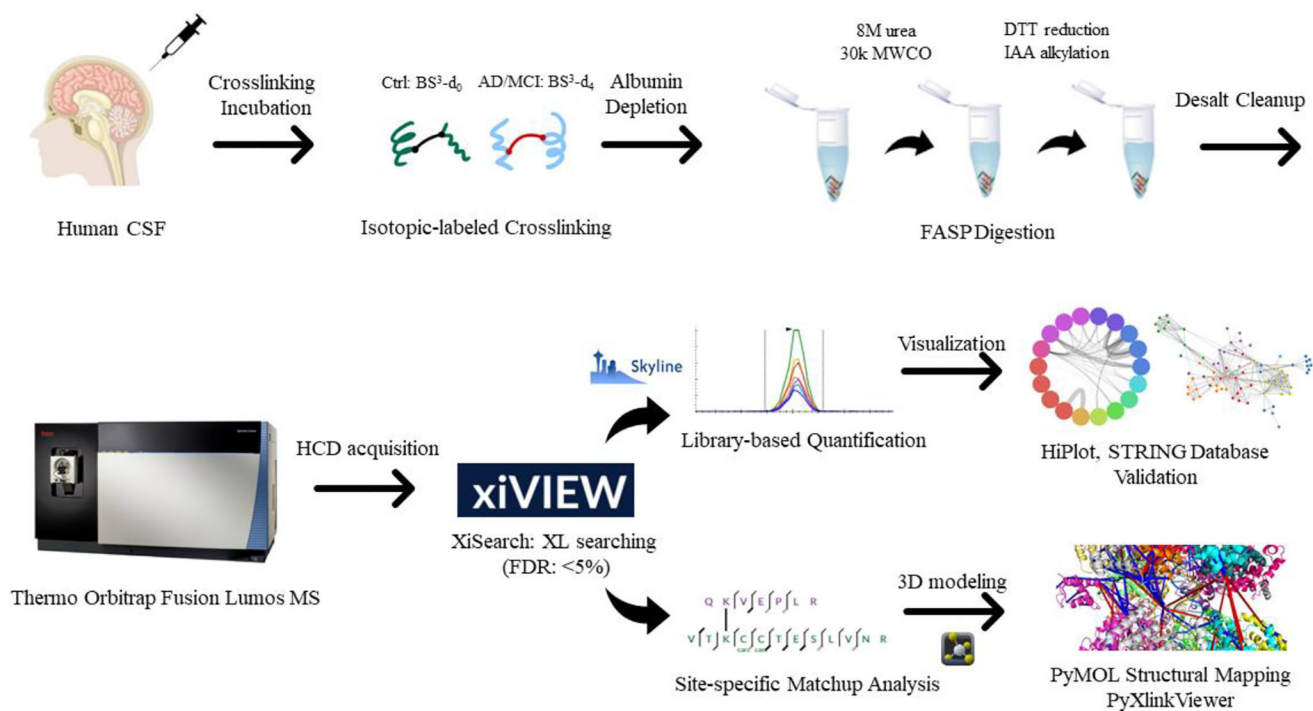 8M urea
30k MWCO
DTT reduction
IAA alkylation
Crosslinking
Incubation
Ctrl: BS³-d₀
AD/MCI: BS³-d₄
Albumin
Depletion
Desalt Cleanup
Human CSF
Isotopic-labeled Crosslinking
FASP Digestion
Skyline
Visualization
Library-based Quantification
HiPlot, STRING Database
Validation
HCD acquisition
xiVIEW
XiSearch: XL searching
(FDR: <5%)
Thermo Orbitrap Fusion Lumos MS
Q K V E P L R
V T K C C T E S L V N R
3D modeling
Site-specific Matchup Analysis
PyMOL Structural Mapping
PyXlinkViewer